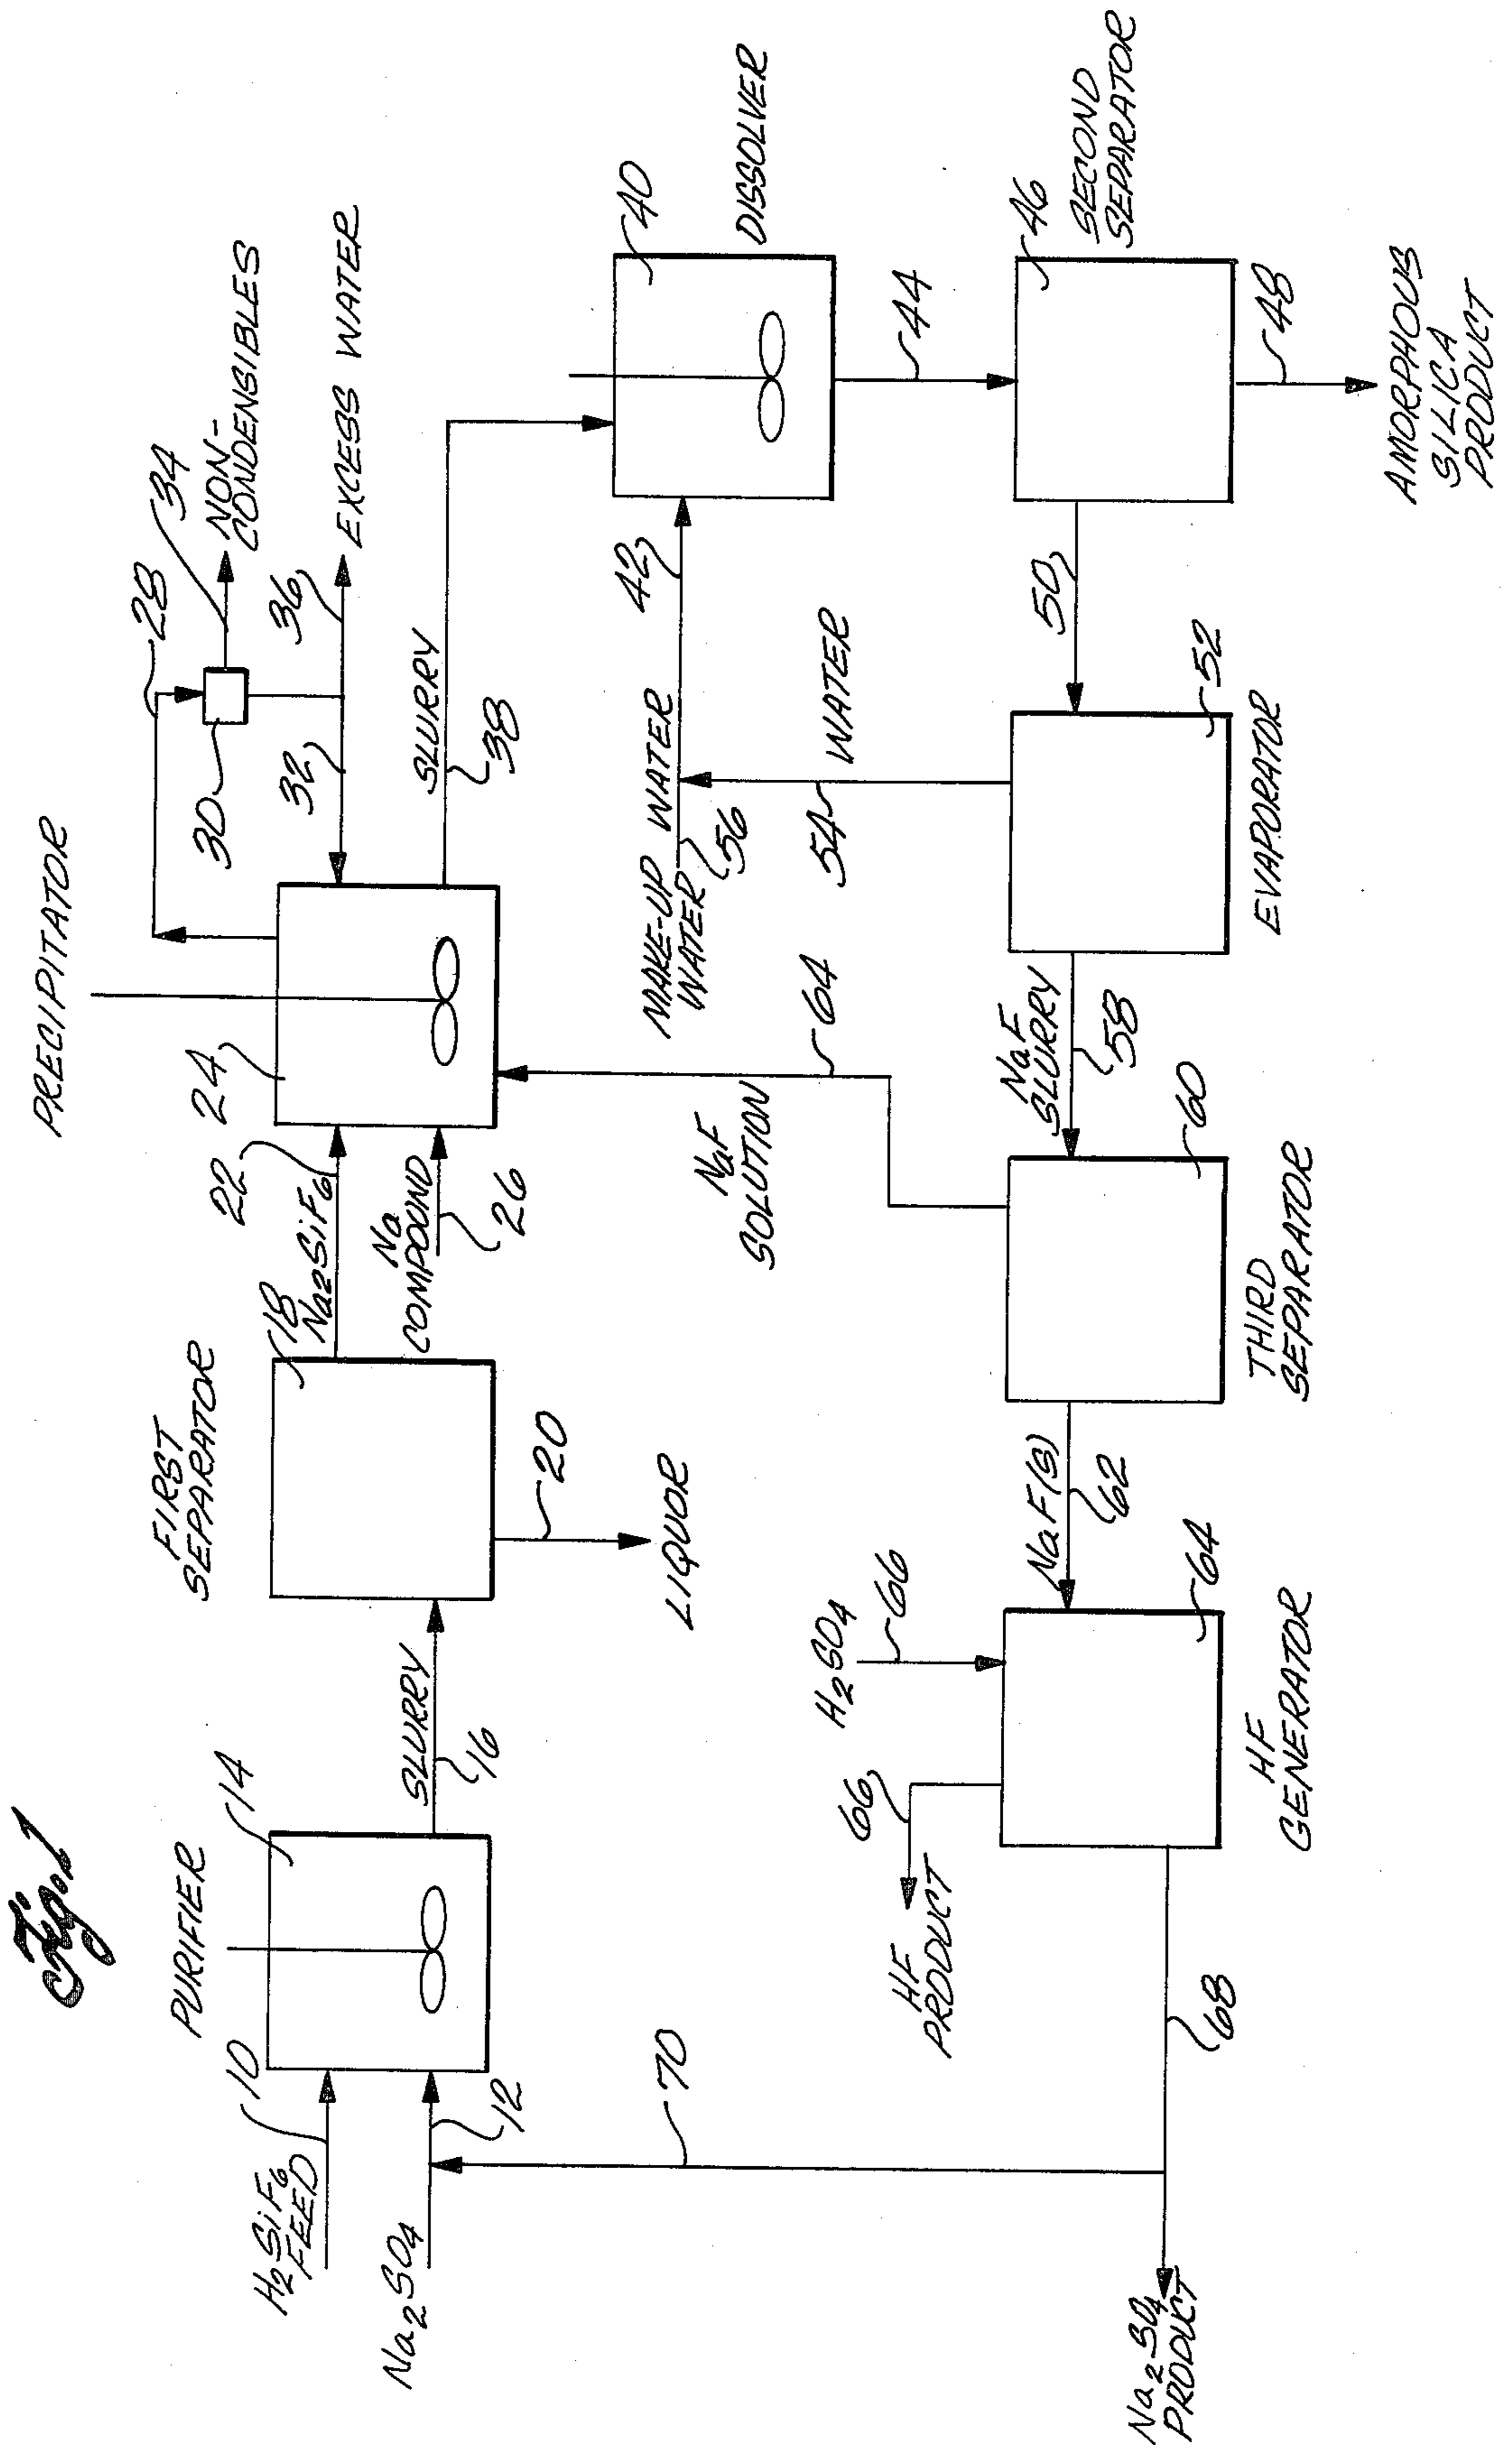 Fig. 1
PURIFIER
14
10
H2SiF6
FEED
Na2SO4
12
SLURRY
16
FIRST
SEPARATOR
18
20
LIQUOR
22
Na2SiF6
Na
COMPOUND
26
PRECIPITATOR
24
28
30
34
NON-
CONDENSIBLES
32
36
EXCESS WATER
SLURRY
38
40
DISSOLVER
MAKE-UP WATER
WATER
56
42
44
46
SECOND
SEPARATOR
48
AMORPHOUS
SILICA
PRODUCT
50
52
EVAPORATOR
54
WATER
NaF
SLURRY
58
60
THIRD
SEPARATOR
64
NaF
SOLUTION
NaF(s)
62
64
HF
GENERATOR
H2SO4
66
66
HF
PRODUCT
68
70
Na2SO4
PRODUCT